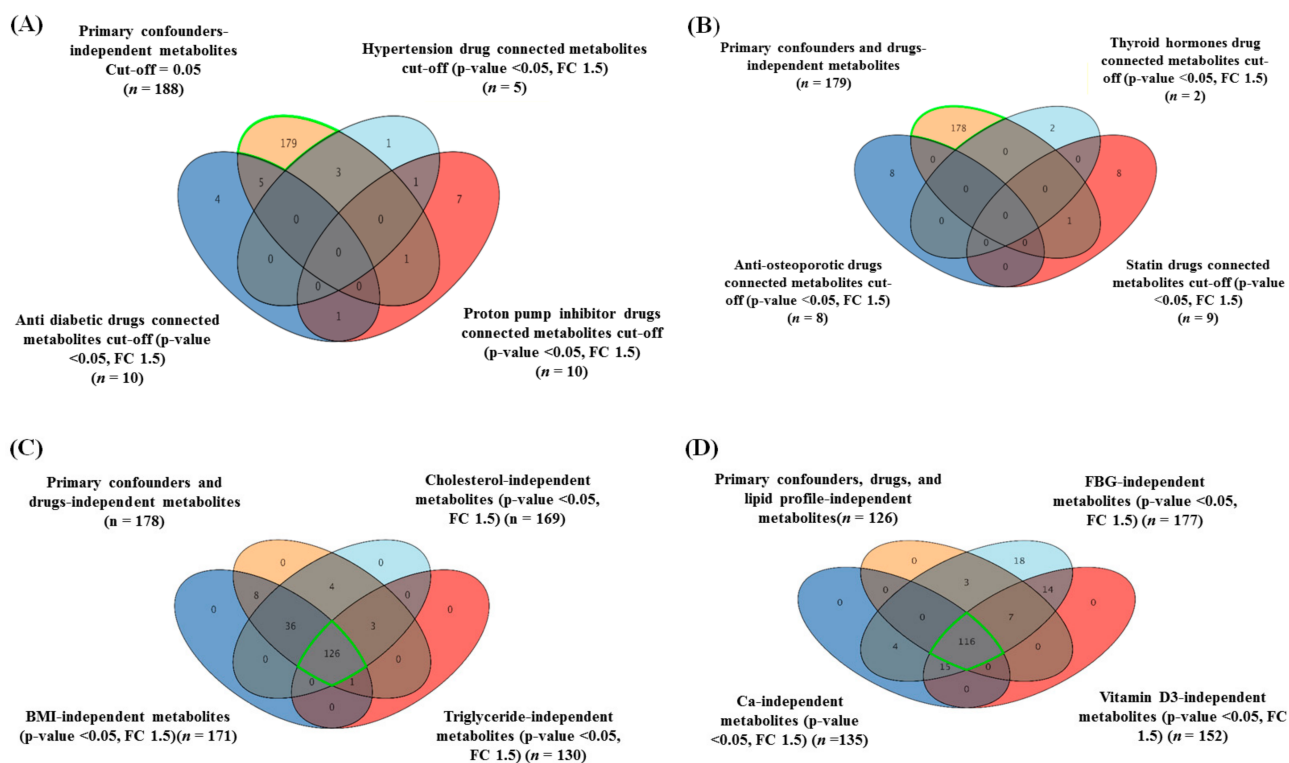 (A)
Primary confounders-
independent metabolites
Cut-off = 0.05
(n = 188)
Hypertension drug connected metabolites
cut-off (p-value <0.05, FC 1.5)
(n = 5)
179
1
5
3
1
4
7
0
0
0
0
1
0
0
1
Anti diabetic drugs connected
metabolites cut-off (p-value
<0.05, FC 1.5)
(n = 10)
Proton pump inhibitor drugs
connected metabolites cut-off
(p-value <0.05, FC 1.5)
(n = 10)
(B)
Primary confounders and drugs-
independent metabolites
(n = 179)
Thyroid hormones drug
connected metabolites cut-
off (p-value <0.05, FC 1.5)
(n = 2)
178
2
0
0
0
8
8
0
0
0
0
1
0
0
0
Anti-osteoporotic drugs
connected metabolites cut-
off (p-value <0.05, FC 1.5)
(n = 8)
Statin drugs connected
metabolites cut-off (p-value
<0.05, FC 1.5)
(n = 9)
(C)
Primary confounders and
drugs-independent metabolites
(n = 178)
Cholesterol-independent
metabolites (p-value <0.05,
FC 1.5) (n = 169)
0
0
8
4
0
0
0
36
3
126
0
0
0
1
0
BMI-independent metabolites
(p-value <0.05, FC 1.5)(n = 171)
Triglyceride-independent
metabolites (p-value <0.05,
FC 1.5) (n = 130)
(D)
Primary confounders, drugs, and
lipid profile-independent
metabolites(n = 126)
FBG-independent
metabolites (p-value <0.05,
FC 1.5) (n = 177)
0
18
0
3
14
0
0
0
7
116
4
0
15
0
0
Ca-independent
metabolites (p-value
<0.05, FC 1.5) (n =135)
Vitamin D3-independent
metabolites (p-value <0.05, FC
1.5) (n = 152)